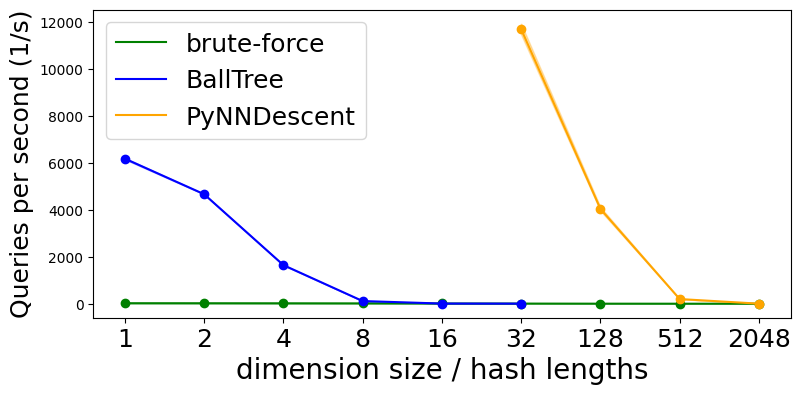 Queries per second (1/s)
12000
10000
8000
6000
4000
2000
0
brute-force
BallTree
PyNNDescent
1 2 4 8 16 32 128 512 2048
dimension size / hash lengths